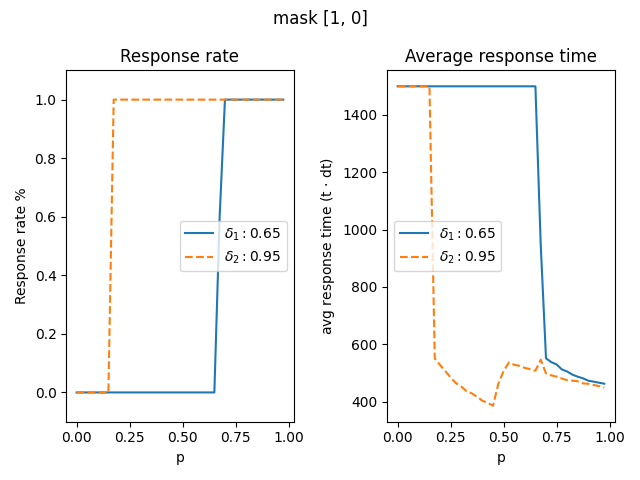 mask [1, 0]
Response rate
Response rate %
1.0
0.8
0.6
0.4
0.2
0.0
0.00 0.25 0.50 0.75 1.00
p
δ₁ : 0.65
δ₂ : 0.95
Average response time
avg response time (t · dt)
1400
1200
1000
800
600
400
0.00 0.25 0.50 0.75 1.00
p
δ₁ : 0.65
δ₂ : 0.95